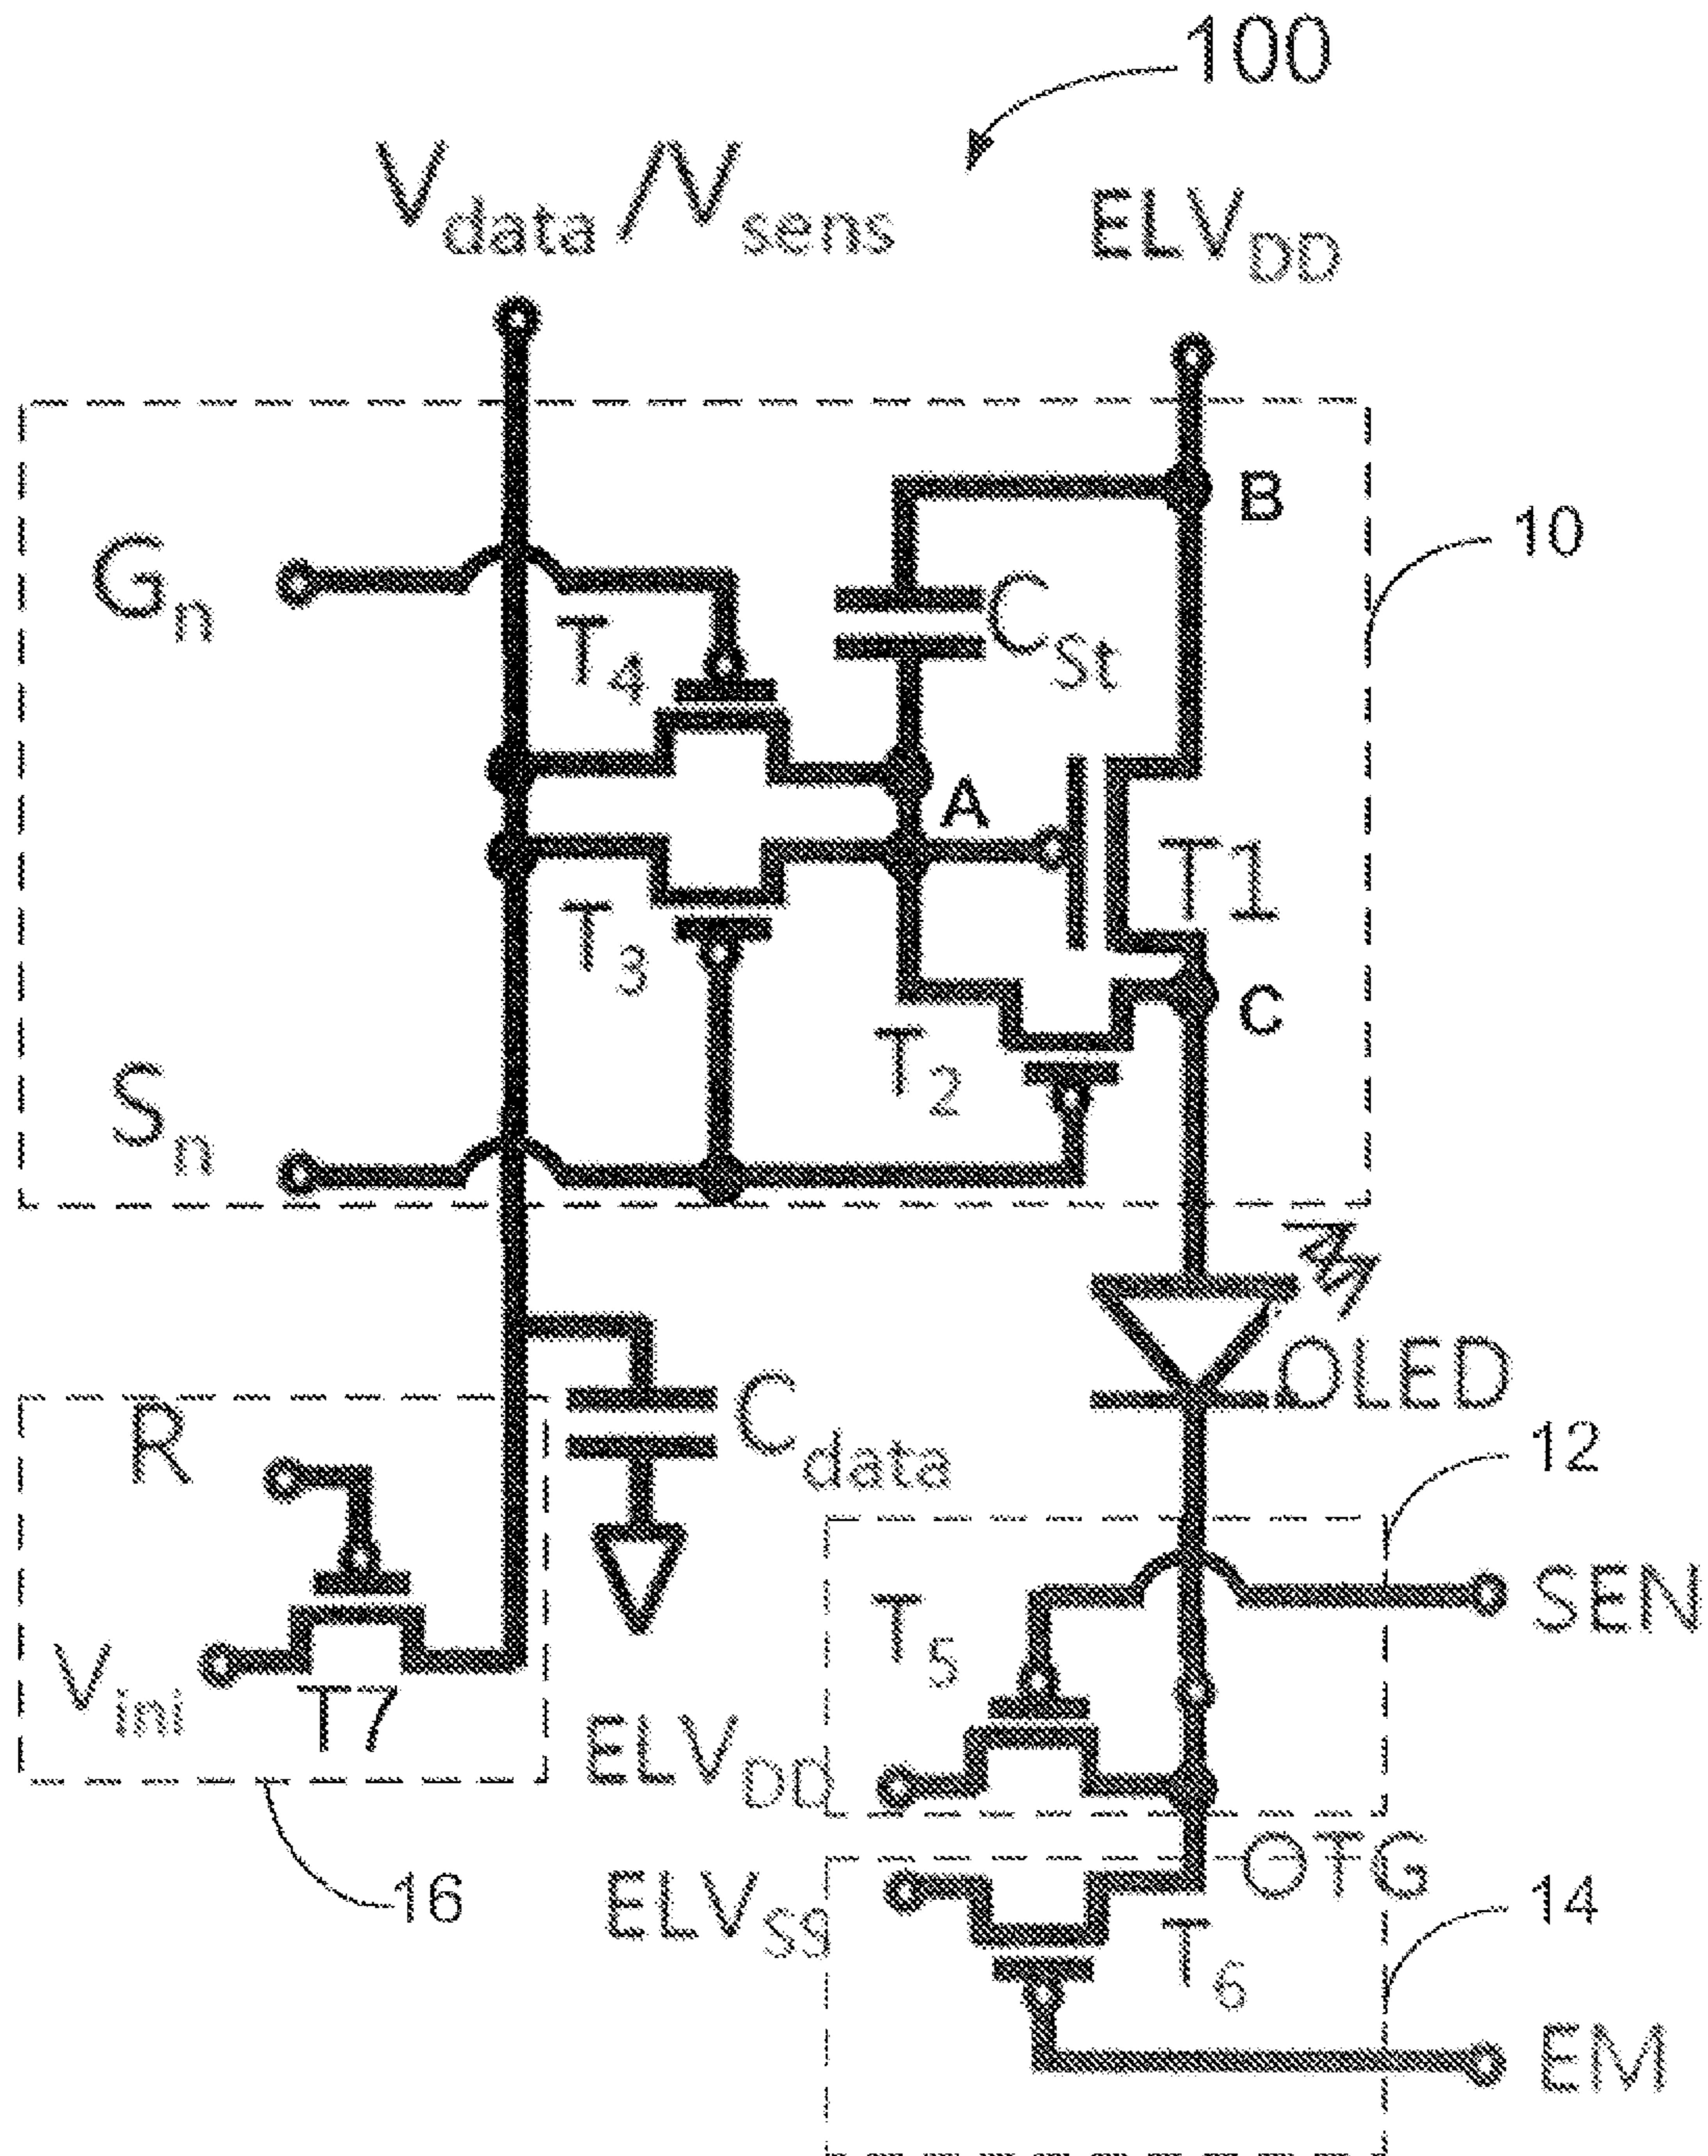 100
Vdata /Vsens
ELVDD
B
10
Gn
T4
CSt
A
T1
T3
C
T2
Sn
OLED
R
Cdata
12
SEN
T5
Vini
T7
ELVDD
OTG
16
ELVSS
14
T6
EM